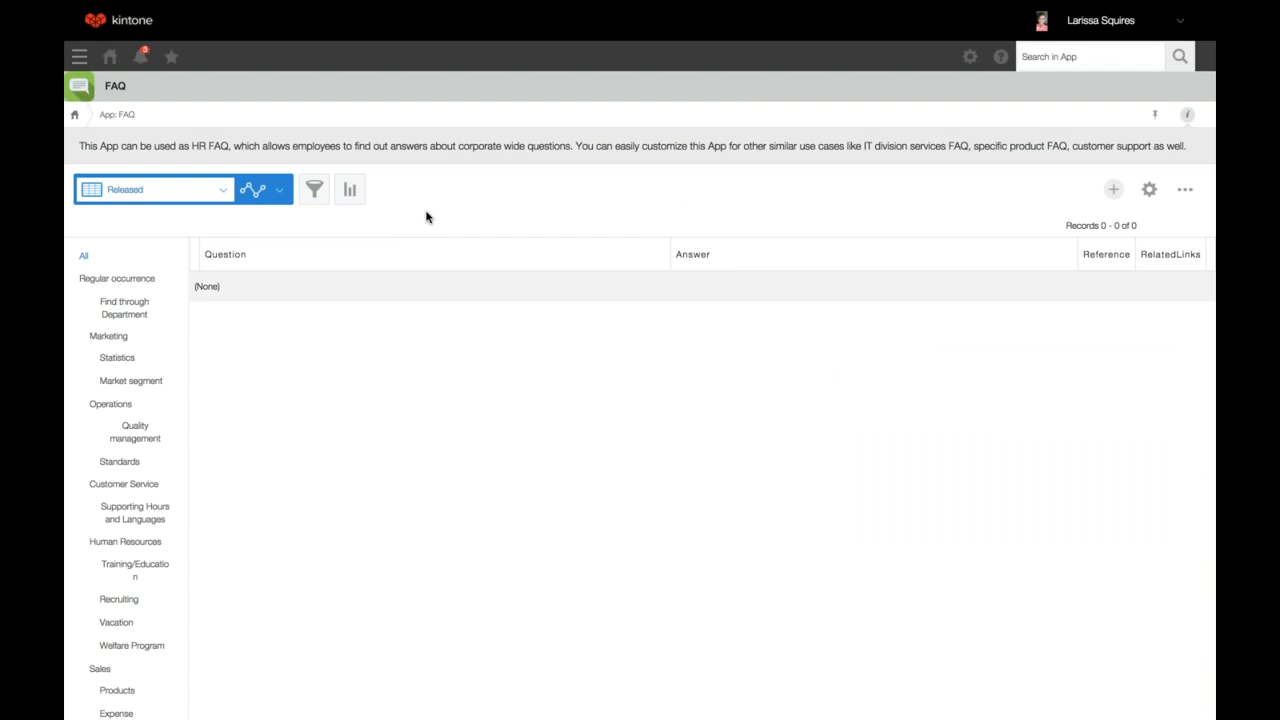 kintone
Larissa Squires
3
Search in App
FAQ
App: FAQ
i
This App can be used as HR FAQ, which allows employees to find out answers about corporate wide questions. You can easily customize this App for other similar use cases like IT division services FAQ, specific product FAQ, customer support as well.
Released
Records 0 - 0 of 0
Question
Answer
Reference
RelatedLinks
(None)
All
Regular occurrence
Find through
Department
Marketing
Statistics
Market segment
Operations
Quality
management
Standards
Customer Service
Supporting Hours
and Languages
Human Resources
Training/Educatio
n
Recruiting
Vacation
Welfare Program
Sales
Products
Expense